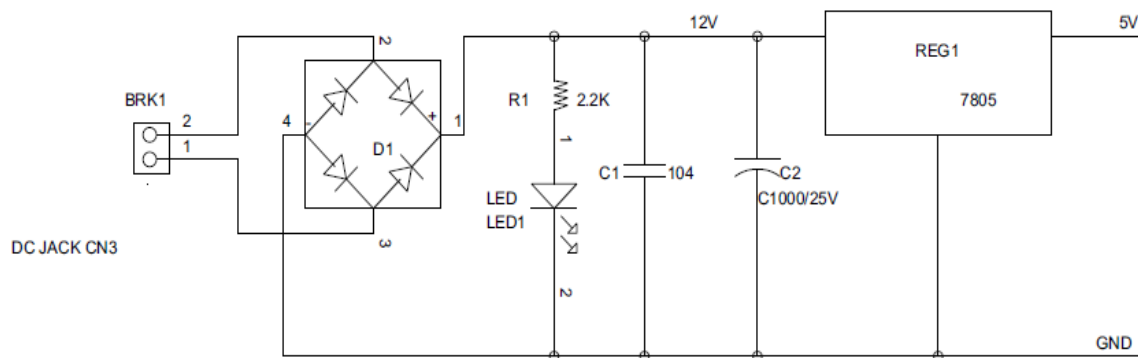 12V
5V
2
REG1
BRK1
R1
2.2K
7805
2
4
-
+
1
1
D1
1
C1
104
C2
LED
C1000/25V
LED1
DC JACK CN3
3
2
GND